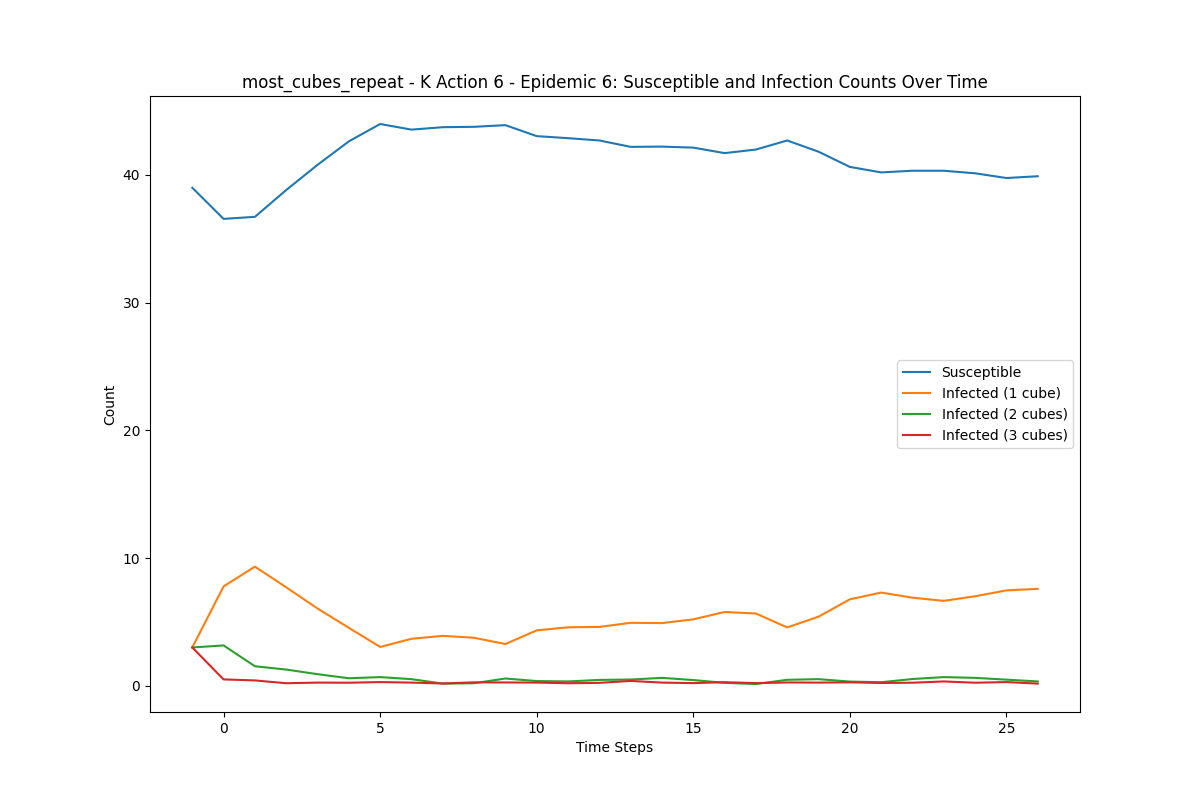 most_cubes_repeat - K Action 6 - Epidemic 6: Susceptible and Infection Counts Over Time
Count
40
30
20
10
0
Susceptible
Infected (1 cube)
Infected (2 cubes)
Infected (3 cubes)
0 5 10 15 20 25
Time Steps